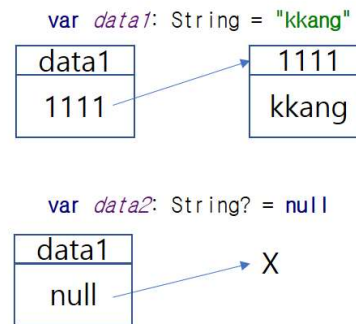 var data1: String = "kkang"
data1
1111
1111
kkang
var data2: String? = null
data1
null
X